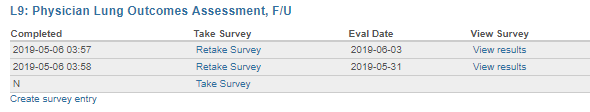 L9: Physician Lung Outcomes Assessment, F/U
Completed Take Survey Eval Date View Survey
2019-05-06 03:57 Retake Survey 2019-06-03 View results
2019-05-06 03:58 Retake Survey 2019-05-31 View results
N Take Survey
Create survey entry